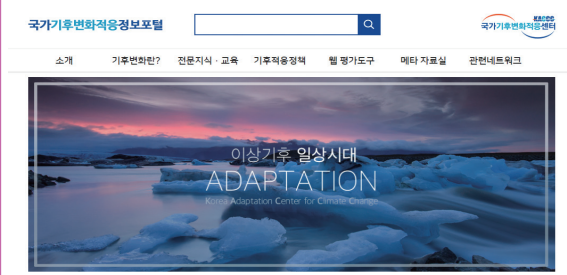 국가기후변화적응정보포털
KACCC
국가기후변화적응센터
소개 기후변화란? 전문지식 · 교육 기후적응정책 웹 평가도구 메타 자료실 관련네트워크
이상기후 일상시대
ADAPTATION
Korea Adaptation Center for Climate Change